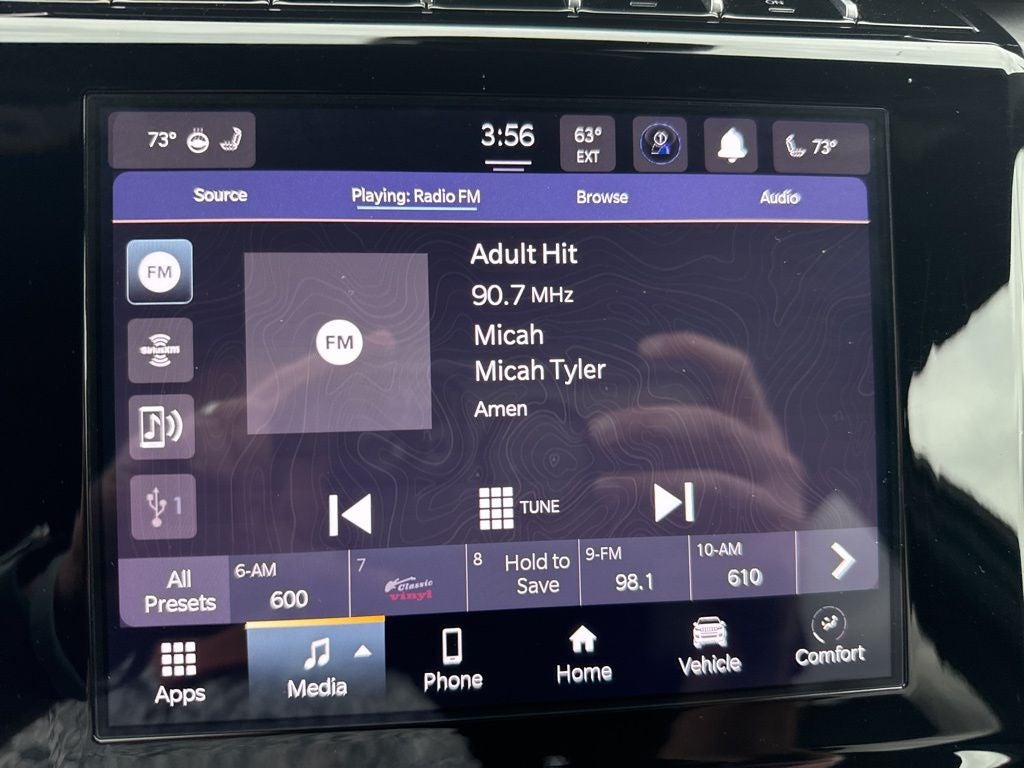 73° 3:56 63° EXT 73°
Source Playing: Radio FM Browse Audio
FM
FM
SiriusXM
1
Adult Hit
90.7 MHz
Micah
Micah Tyler
Amen
TUNE
All Presets
6-AM
600
7
Classic
vinyl
8
Hold to
Save
9-FM
98.1
10-AM
610
Apps Media Phone Home Vehicle Comfort